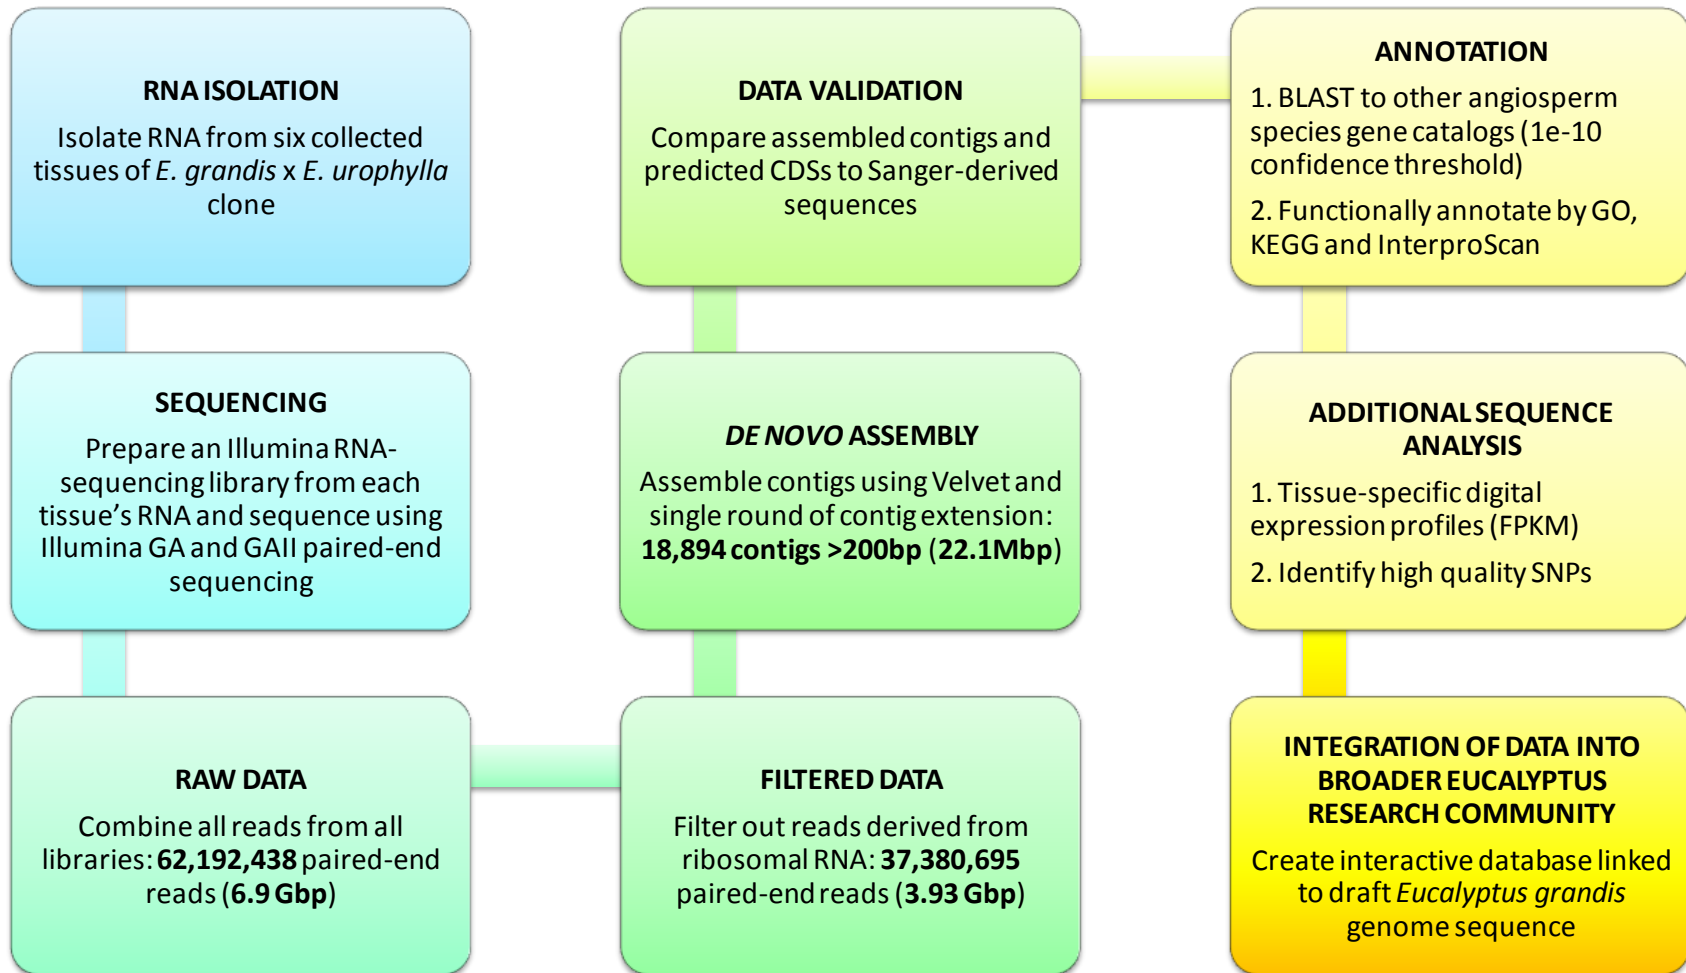 RNA ISOLATION
Isolate RNA from six collected
tissues of E. grandis x E. urophylla
clone
SEQUENCING
Prepare an Illumina RNA-
sequencing library from each
tissue's RNA and sequence using
Illumina GA and GAII paired-end
sequencing
RAW DATA
Combine all reads from all
libraries: 62,192,438 paired-end
reads (6.9 Gbp)
FILTERED DATA
Filter out reads derived from
ribosomal RNA: 37,380,695
paired-end reads (3.93 Gbp)
DE NOVO ASSEMBLY
Assemble contigs using Velvet and
single round of contig extension:
18,894 contigs >200bp (22.1Mbp)
DATA VALIDATION
Compare assembled contigs and
predicted CDSs to Sanger-derived
sequences
ANNOTATION
1. BLAST to other angiosperm
species gene catalogs (1e-10
confidence threshold)
2. Functionally annotate by GO,
KEGG and InterproScan
ADDITIONAL SEQUENCE
ANALYSIS
1. Tissue-specific digital
expression profiles (FPKM)
2. Identify high quality SNPs
INTEGRATION OF DATA INTO
BROADER EUCALYPTUS
RESEARCH COMMUNITY
Create interactive database linked
to draft Eucalyptus grandis
genome sequence